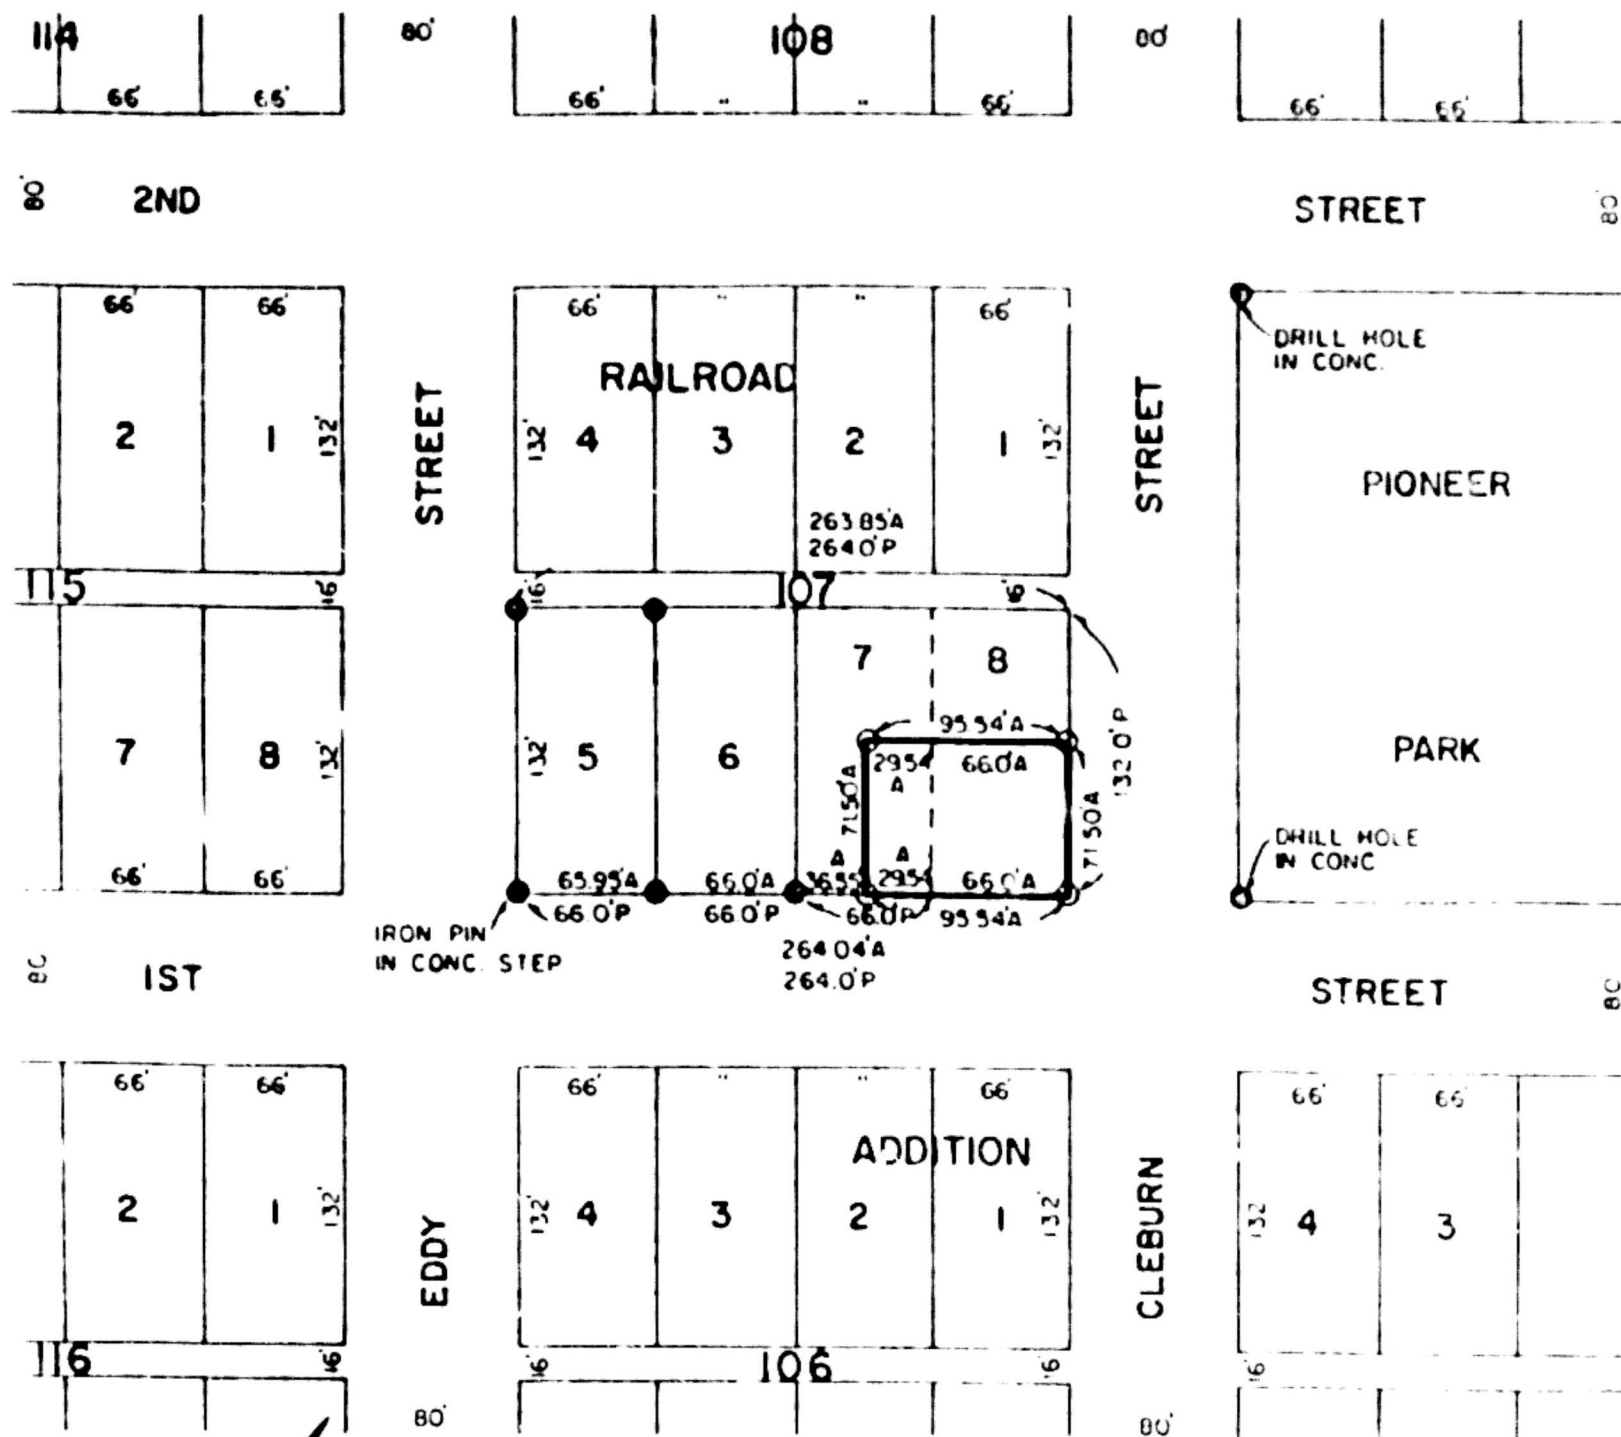 114 80' 108 80'
66' 66' 66' " " 66' 66' 66'
80' 2ND STREET 80'
66' 66' 66' " " 66' 66' 66'
DRILL HOLE
IN CONC.
RAILROAD
STREET STREET
2 1 132' 132' 4 3 2 1 132'
PIONEER
263.85'A
264.0'P
115 16' 16' 107 16'
7 8
95.54'A
132.0'P
7 8 132' 132' 5 6
29.54 66.0'A
A
71.50'A 71.50'A
PARK
DRILL HOLE
IN CONC
A A
66' 66' 65.95'A 66.0'A 36.55' 29.54 66.0'A
66.0'P 66.0'P 66.0'P 95.54'A
IRON PIN
IN CONC. STEP
264.04'A
264.0'P
80 1ST STREET 80
66' 66' 66' " " 66' 66' 66'
ADDITION
2 1 132' 132' 4 3 2 1 132' 132' 4 3
EDDY CLEBURN
116 16' 16' 106 16' 16'
80' 80'